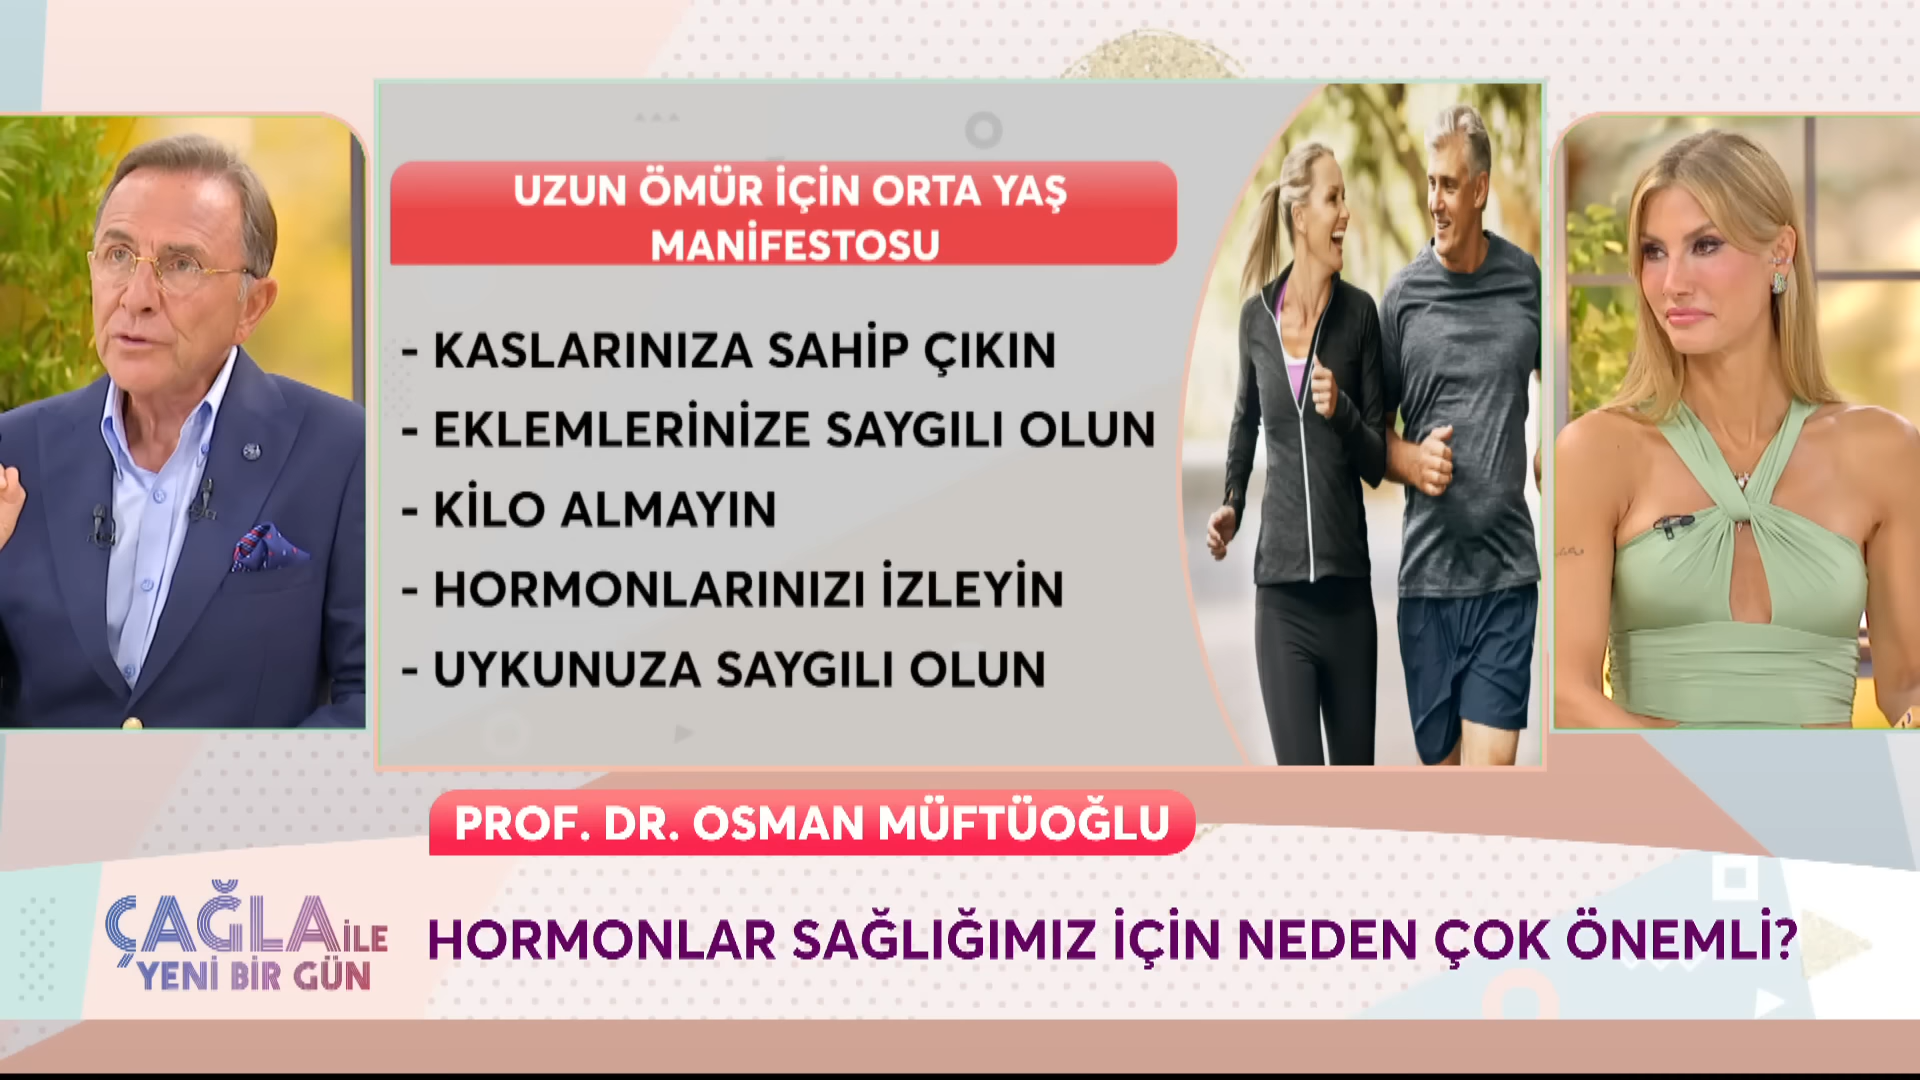 UZUN ÖMÜR İÇİN ORTA YAŞ
MANİFESTOSU
- KASLARINIZA SAHİP ÇIKIN
- EKLEMLERİNİZE SAYGILI OLUN
- KİLO ALMAYIN
- HORMONLARINIZI İZLEYİN
- UYKUNUZA SAYGILI OLUN
PROF. DR. OSMAN MÜFTÜOĞLU
ÇAĞLA İLE
YENİ BİR GÜN
HORMONLAR SAĞLIĞIMIZ İÇİN NEDEN ÇOK ÖNEMLİ?